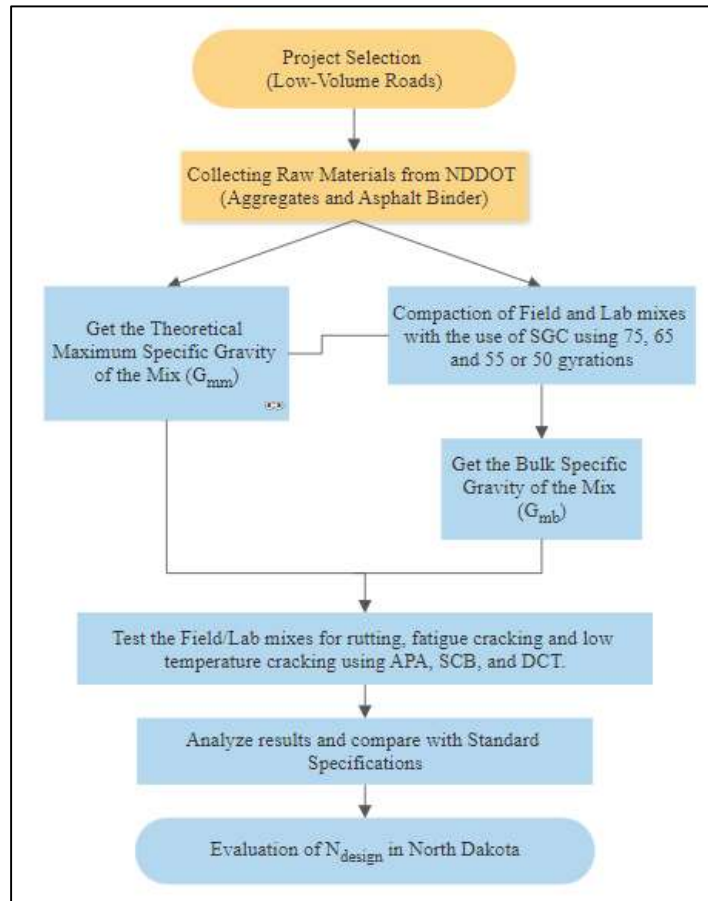 Project Selection
(Low-Volume Roads)
Collecting Raw Materials from NDDOT
(Aggregates and Asphalt Binder)
Get the Theoretical
Maximum Specific Gravity
of the Mix (Gmm)
Compaction of Field and Lab mixes
with the use of SGC using 75, 65
and 55 or 50 gyrations
Get the Bulk Specific
Gravity of the Mix
(Gmb)
Test the Field/Lab mixes for rutting, fatigue cracking and low
temperature cracking using APA, SCB, and DCT.
Analyze results and compare with Standard
Specifications
Evaluation of Ndesign in North Dakota